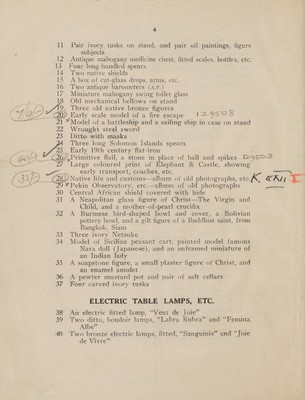 4
11 Pair ivory tusks on stand, and pair oil paintings, figure
subjects
12 Antique mahogany medicine chest, fitted scales, bottles, etc.
13 Four long-handled spears
14 Two native shields
15 A box of cut-glass drops, arms, etc.
16 Two antique barometers (A.F.)
17 Miniature mahogany swing toilet glass
18 Old mechanical bellows on stand
19 Three old native bronze figures
20 Early scale model of a fire escape 129508
21 Model of a battleship and a sailing ship in case on stand
22 Wrought steel sword
23 Ditto with masks
24 Three long Solomon Islands spears
25 Early 19th century flat-iron
26 Primitive flail, a stone in place of ball and spikes
27 Large coloured print of Elephant & Castle, showing
early transport, coaches, etc.
28 Native life and customs—album of old photographs, etc.
29 Pekin Observatory, etc—album of old photographs
30 Central African shield covered with hide
31 A Neapolitan glass figure of Christ—The Virgin and
Child, and a mother-of-pearl crucifix
32 A Burmese bird-shaped bowl and cover, a Bolivian
pottery bowl, and a gilt figure of a Buddhist saint, from
Bangkok, Siam
33 Three ivory Netsuke
34 Model of Sicilian peasant cart, painted model famous
Nara doll (Japanese), and an unframed miniature of
an Indian lady
35 A soapstone figure, a small plaster figure of Christ, and
an enamel amulet
36 A pewter mustard pot and pair of salt cellars
37 Four carved ivory tusks
ELECTRIC TABLE LAMPS, ETC.
38 An electric fitted lamp, "Vent de Joie"
39 Two ditto, boudoir lamps, "Labra Rubra" and "Femina
Albe"
40 Two bronze electric lamps, fitted, "Sanguinis" and "Joie
de Vivre"